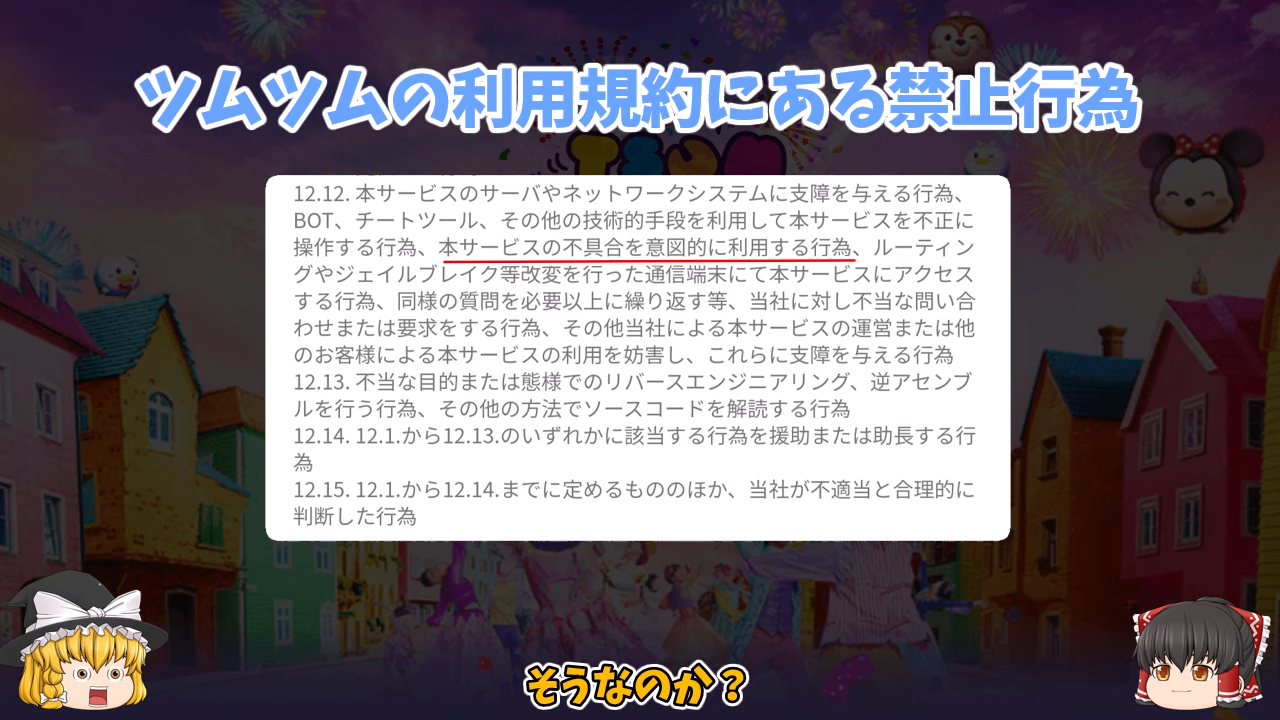 ツムツムの利用規約にある禁止行為
TSUM
12.12. 本サービスのサーバやネットワークシステムに支障を与える行為、
BOT、チートツール、その他の技術的手段を利用して本サービスを不正に
操作する行為、本サービスの不具合を意図的に利用する行為、ルーティン
グやジェイルブレイク等改変を行った通信端末にて本サービスにアクセス
する行為、同様の質問を必要以上に繰り返す等、当社に対し不当な問い合
わせまたは要求をする行為、その他当社による本サービスの運営または他
のお客様による本サービスの利用を妨害し、これらに支障を与える行為
12.13. 不当な目的または態様でのリバースエンジニアリング、逆アセンブ
ルを行う行為、その他の方法でソースコードを解読する行為
12.14. 12.1.から12.13.のいずれかに該当する行為を援助または助長する行
為
12.15. 12.1.から12.14.までに定めるもののほか、当社が不適当と合理的に
判断した行為
そうなのか？